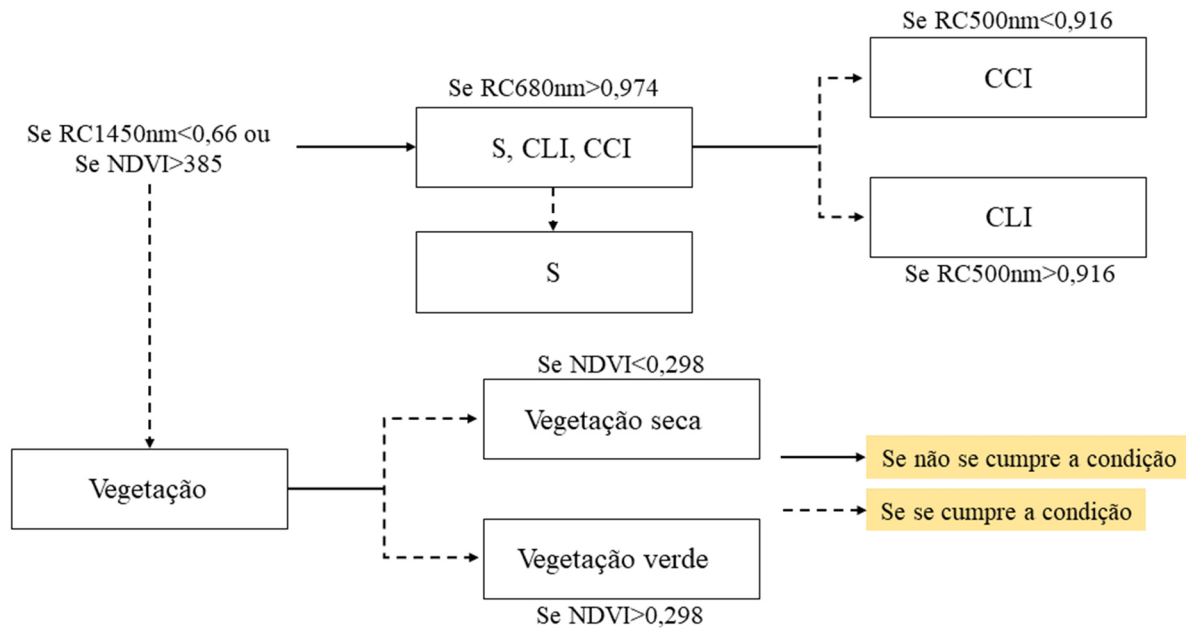 Se RC500nm<0,916
CCI
Se RC680nm>0,974
Se RC1450nm<0,66 ou
Se NDVI>385
S, CLI, CCI
CLI
Se RC500nm>0,916
S
Se NDVI<0,298
Vegetação seca
Se não se cumpre a condição
Vegetação
Se se cumpre a condição
Vegetação verde
Se NDVI>0,298